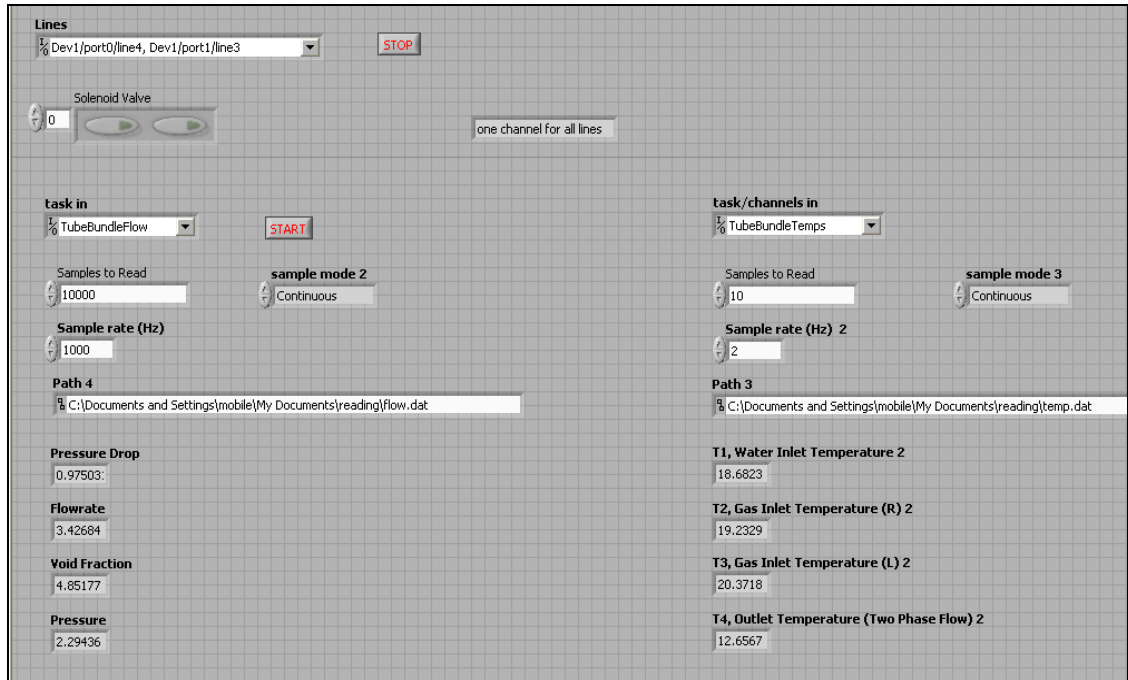 Lines
Dev1/port0/line4, Dev1/port1/line3
STOP
Solenoid Valve
0
one channel for all lines
task in
TubeBundleFlow
START
Samples to Read
10000
sample mode 2
Continuous
Sample rate (Hz)
1000
Path 4
C:\Documents and Settings\mobile\My Documents\reading\flow.dat
Pressure Drop
0.97503
Flowrate
3.42684
Void Fraction
4.85177
Pressure
2.29436
task/channels in
TubeBundleTemps
Samples to Read
10
sample mode 3
Continuous
Sample rate (Hz) 2
2
Path 3
C:\Documents and Settings\mobile\My Documents\reading\temp.dat
T1, Water Inlet Temperature 2
18.6823
T2, Gas Inlet Temperature (R) 2
19.2329
T3, Gas Inlet Temperature (L) 2
20.3718
T4, Outlet Temperature (Two Phase Flow) 2
12.6567